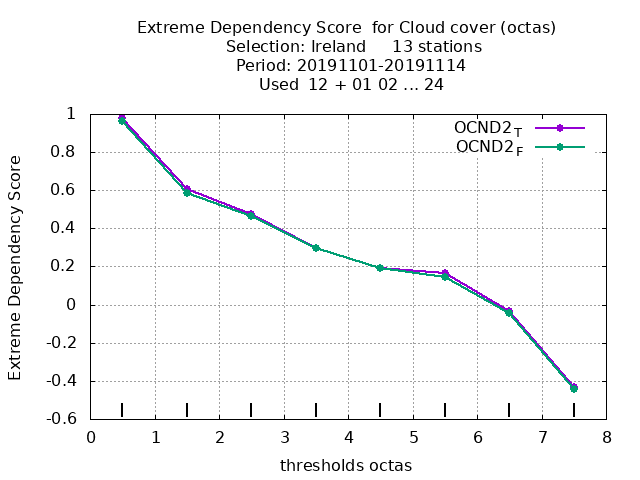 Extreme Dependency Score  for Cloud cover (octas)
Selection: Ireland     13 stations
Period: 20191101-20191114
Used  12 + 01 02 ... 24
OCND2T
OCND2F
Extreme Dependency Score
1
0.8
0.6
0.4
0.2
0
-0.2
-0.4
-0.6
0 1 2 3 4 5 6 7 8
thresholds octas